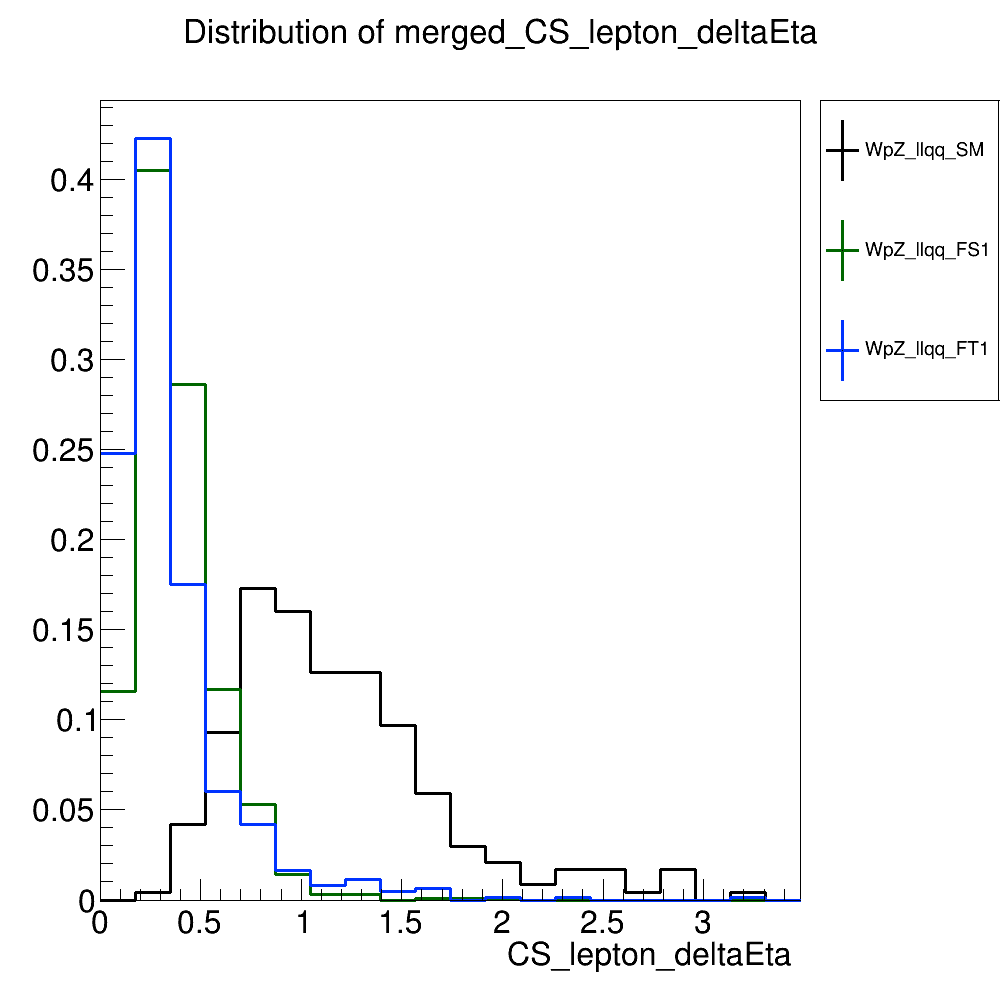 Distribution of merged_CS_lepton_deltaEta
WpZ_llqq_SM
WpZ_llqq_FS1
WpZ_llqq_FT1
0.4
0.35
0.3
0.25
0.2
0.15
0.1
0.05
0
0 0.5 1 1.5 2 2.5 3
CS_lepton_deltaEta